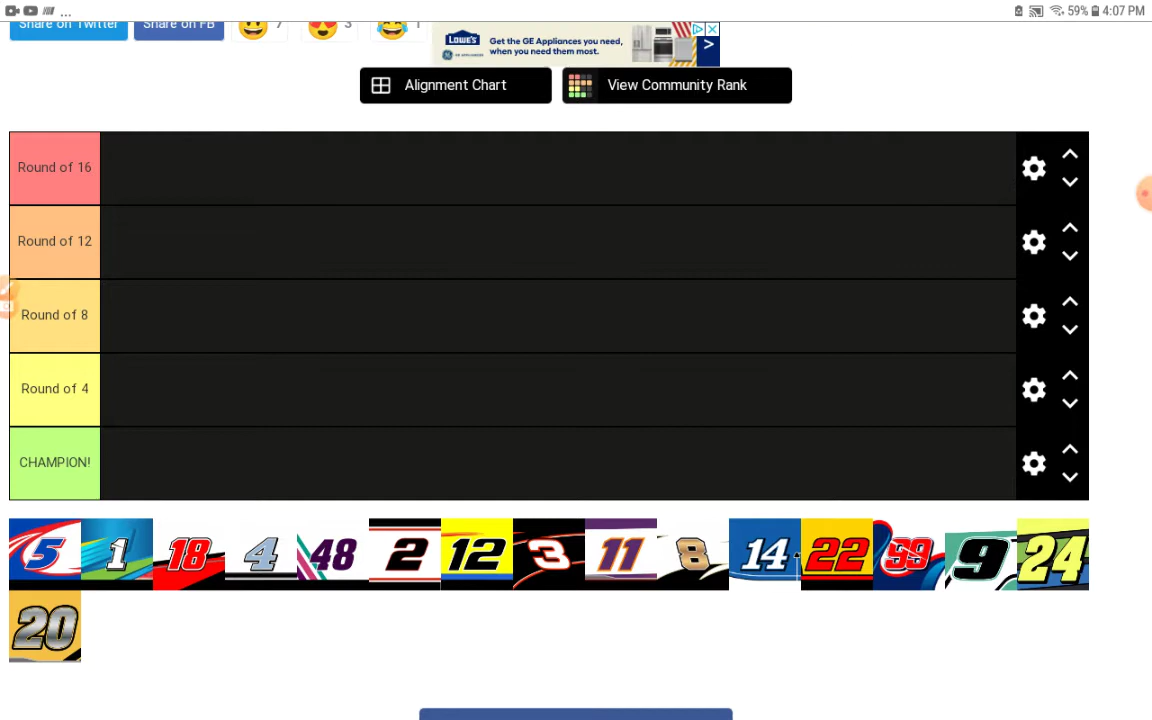 ... 59% 4:07 PM
Share on Twitter Share on FB 7 3 1
LOWE'S
GE APPLIANCES
Get the GE Appliances you need,
when you need them most.
>
Alignment Chart View Community Rank
Round of 16
Round of 12
Round of 8
Round of 4
CHAMPION!
5 1 18 4 48 2 12 3 11 8 14 22 99 9 24
20